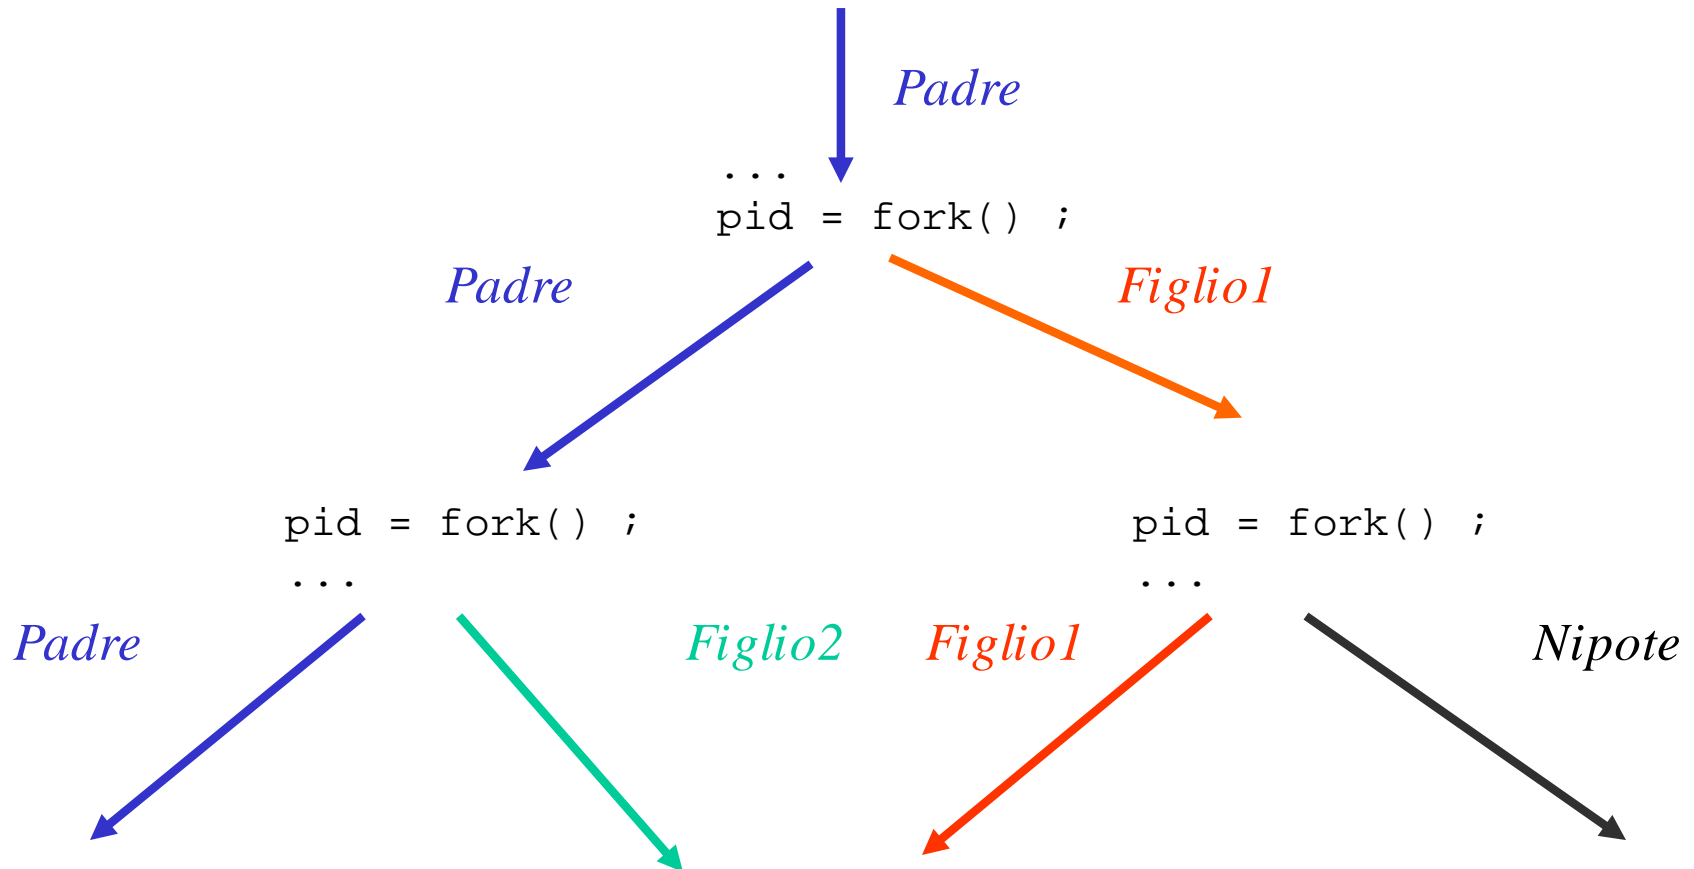 Padre
...
pid = fork() ;
Padre
Figlio1
pid = fork() ;
...
pid = fork() ;
...
Padre
Figlio2
Figlio1
Nipote